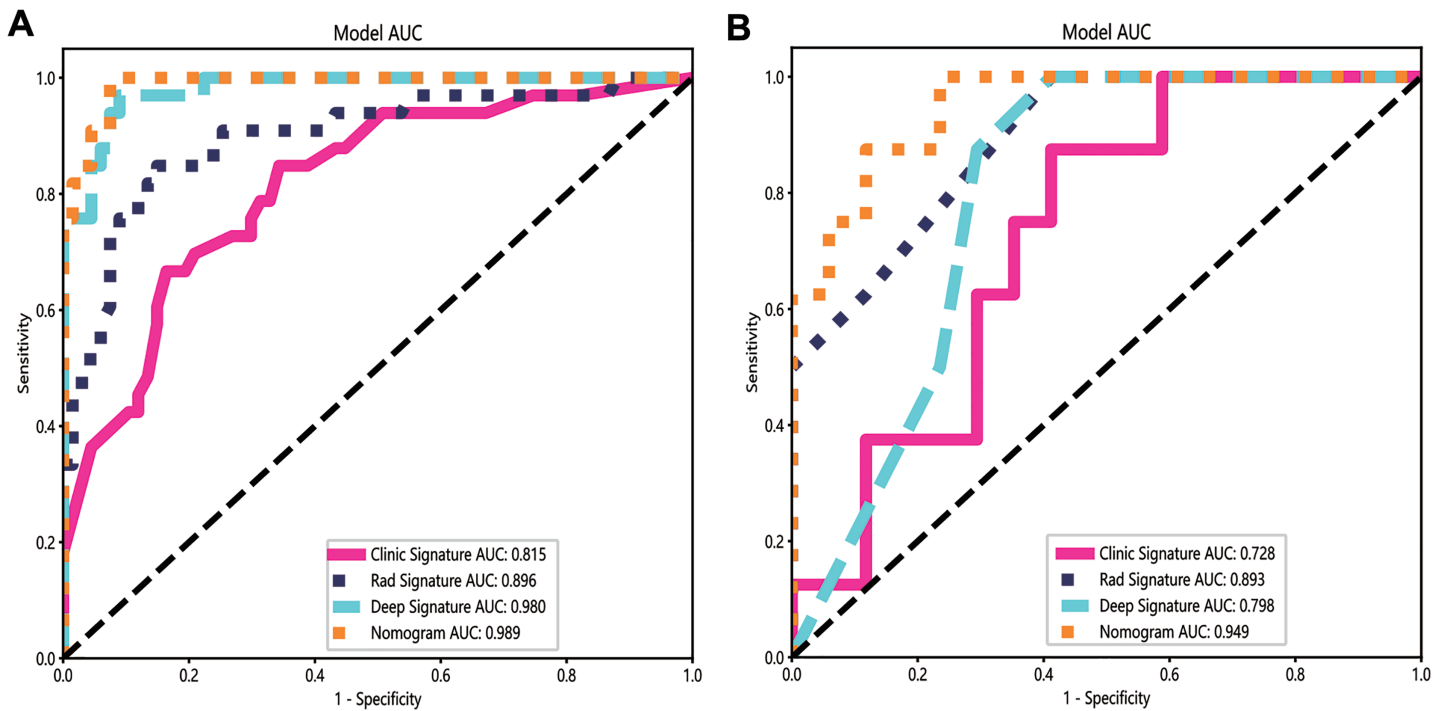 A
Model AUC
Sensitivity
1.0
0.8
0.6
0.4
0.2
0.0
Clinic Signature AUC: 0.815
Rad Signature AUC: 0.896
Deep Signature AUC: 0.980
Nomogram AUC: 0.989
0.0 0.2 0.4 0.6 0.8 1.0
1 - Specificity
B
Model AUC
Sensitivity
1.0
0.8
0.6
0.4
0.2
0.0
Clinic Signature AUC: 0.728
Rad Signature AUC: 0.893
Deep Signature AUC: 0.798
Nomogram AUC: 0.949
0.0 0.2 0.4 0.6 0.8 1.0
1 - Specificity